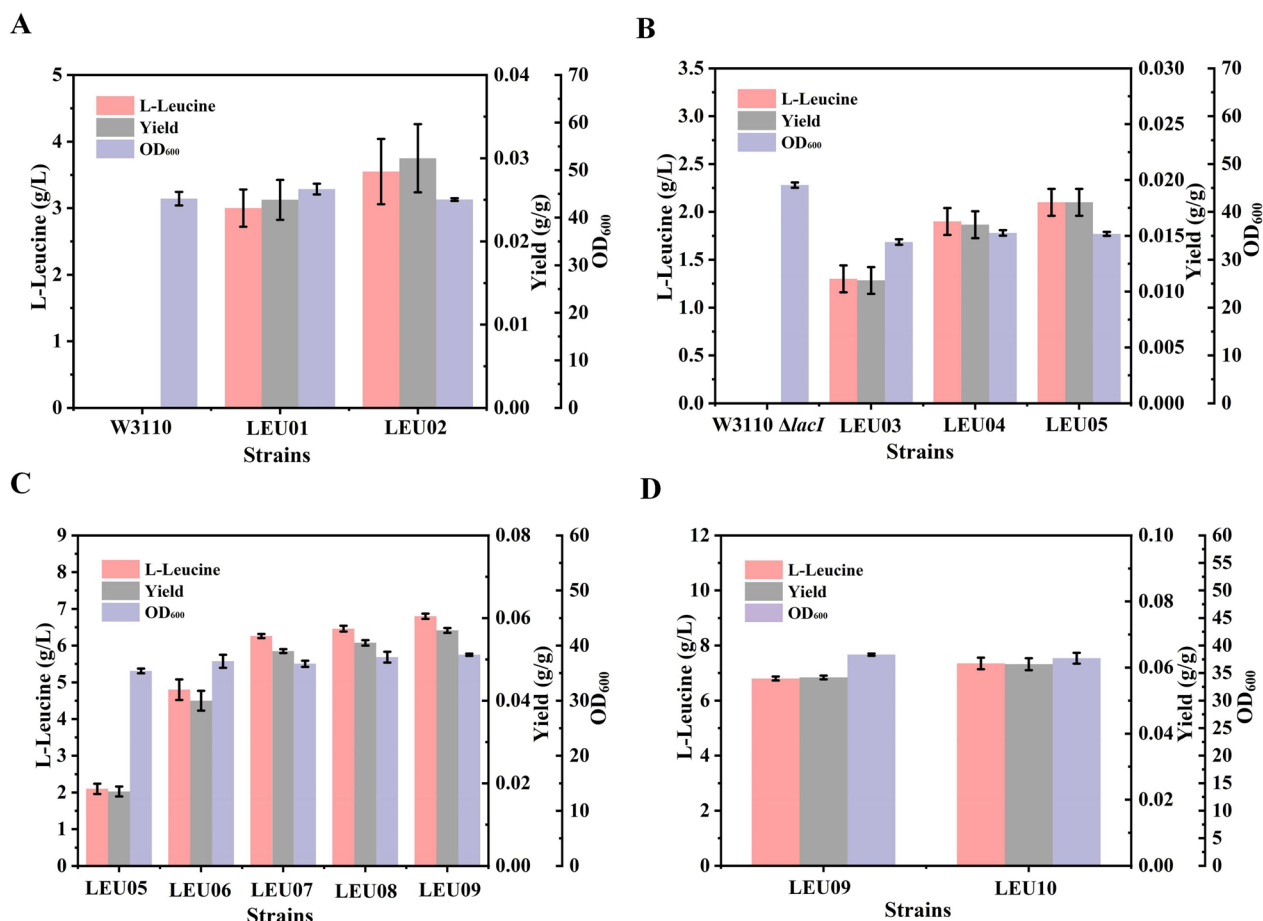 A
L-Leucine (g/L)
5
4
3
2
1
0
L-Leucine
Yield
OD₆₀₀
W3110 LEU01 LEU02
Strains
0.04
0.03
0.02
0.01
0.00
Yield (g/g)
70
60
50
40
30
20
10
0
OD₆₀₀
B
L-Leucine (g/L)
3.5
3.0
2.5
2.0
1.5
1.0
0.5
0.0
L-Leucine
Yield
OD₆₀₀
W3110 ΔlacI LEU03 LEU04 LEU05
Strains
0.030
0.025
0.020
0.015
0.010
0.005
0.000
Yield (g/g)
70
60
50
40
30
20
10
0
OD₆₀₀
C
L-Leucine (g/L)
9
8
7
6
5
4
3
2
1
0
L-Leucine
Yield
OD₆₀₀
LEU05 LEU06 LEU07 LEU08 LEU09
Strains
0.08
0.06
0.04
0.02
0.00
Yield (g/g)
60
50
40
30
20
10
0
OD₆₀₀
D
L-Leucine (g/L)
12
10
8
6
4
2
0
L-Leucine
Yield
OD₆₀₀
LEU09 LEU10
Strains
0.10
0.08
0.06
0.04
0.02
0.00
Yield (g/g)
60
55
50
45
40
35
30
25
20
15
10
5
0
OD₆₀₀